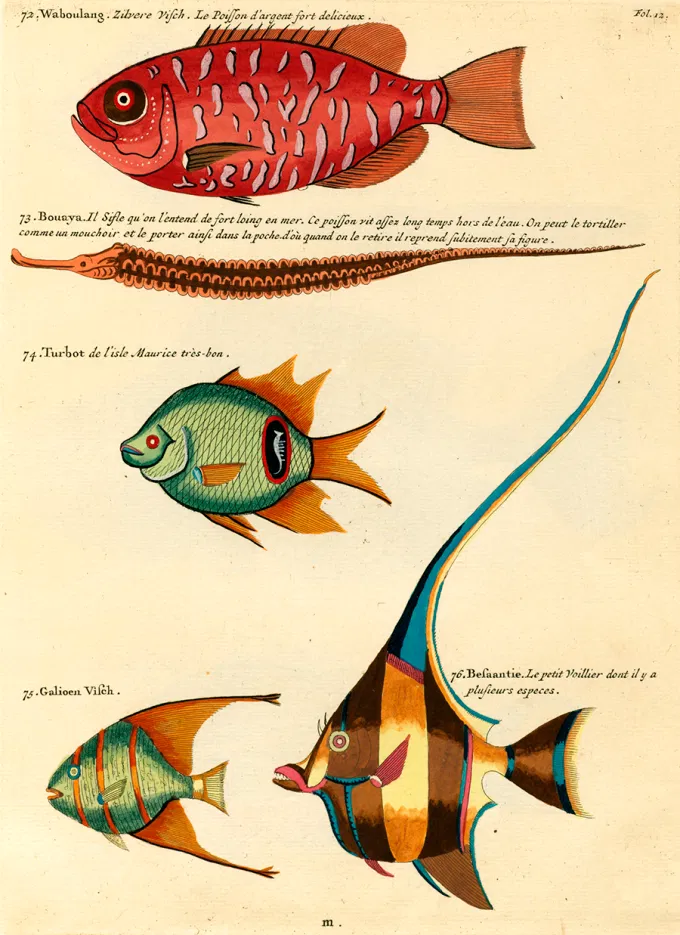 72. Waboulang. Zilvere Visch. Le Poisson d'argent fort delicieux.
Fol. 12.
73. Bouaya. Il Sifle qu'on l'entend de fort loing en mer. Ce poisson vit assez long temps hors de l'eau. On peut le tortiller
comme un mouchoir et le porter ainsi dans la poche. d'où quand on le retire il reprend subitement sa figure.
74. Turbot de l'isle Maurice très-bon.
75. Galioen Visch.
76. Besaantie. Le petit Voillier dont il y a
plusieurs especes.
m.